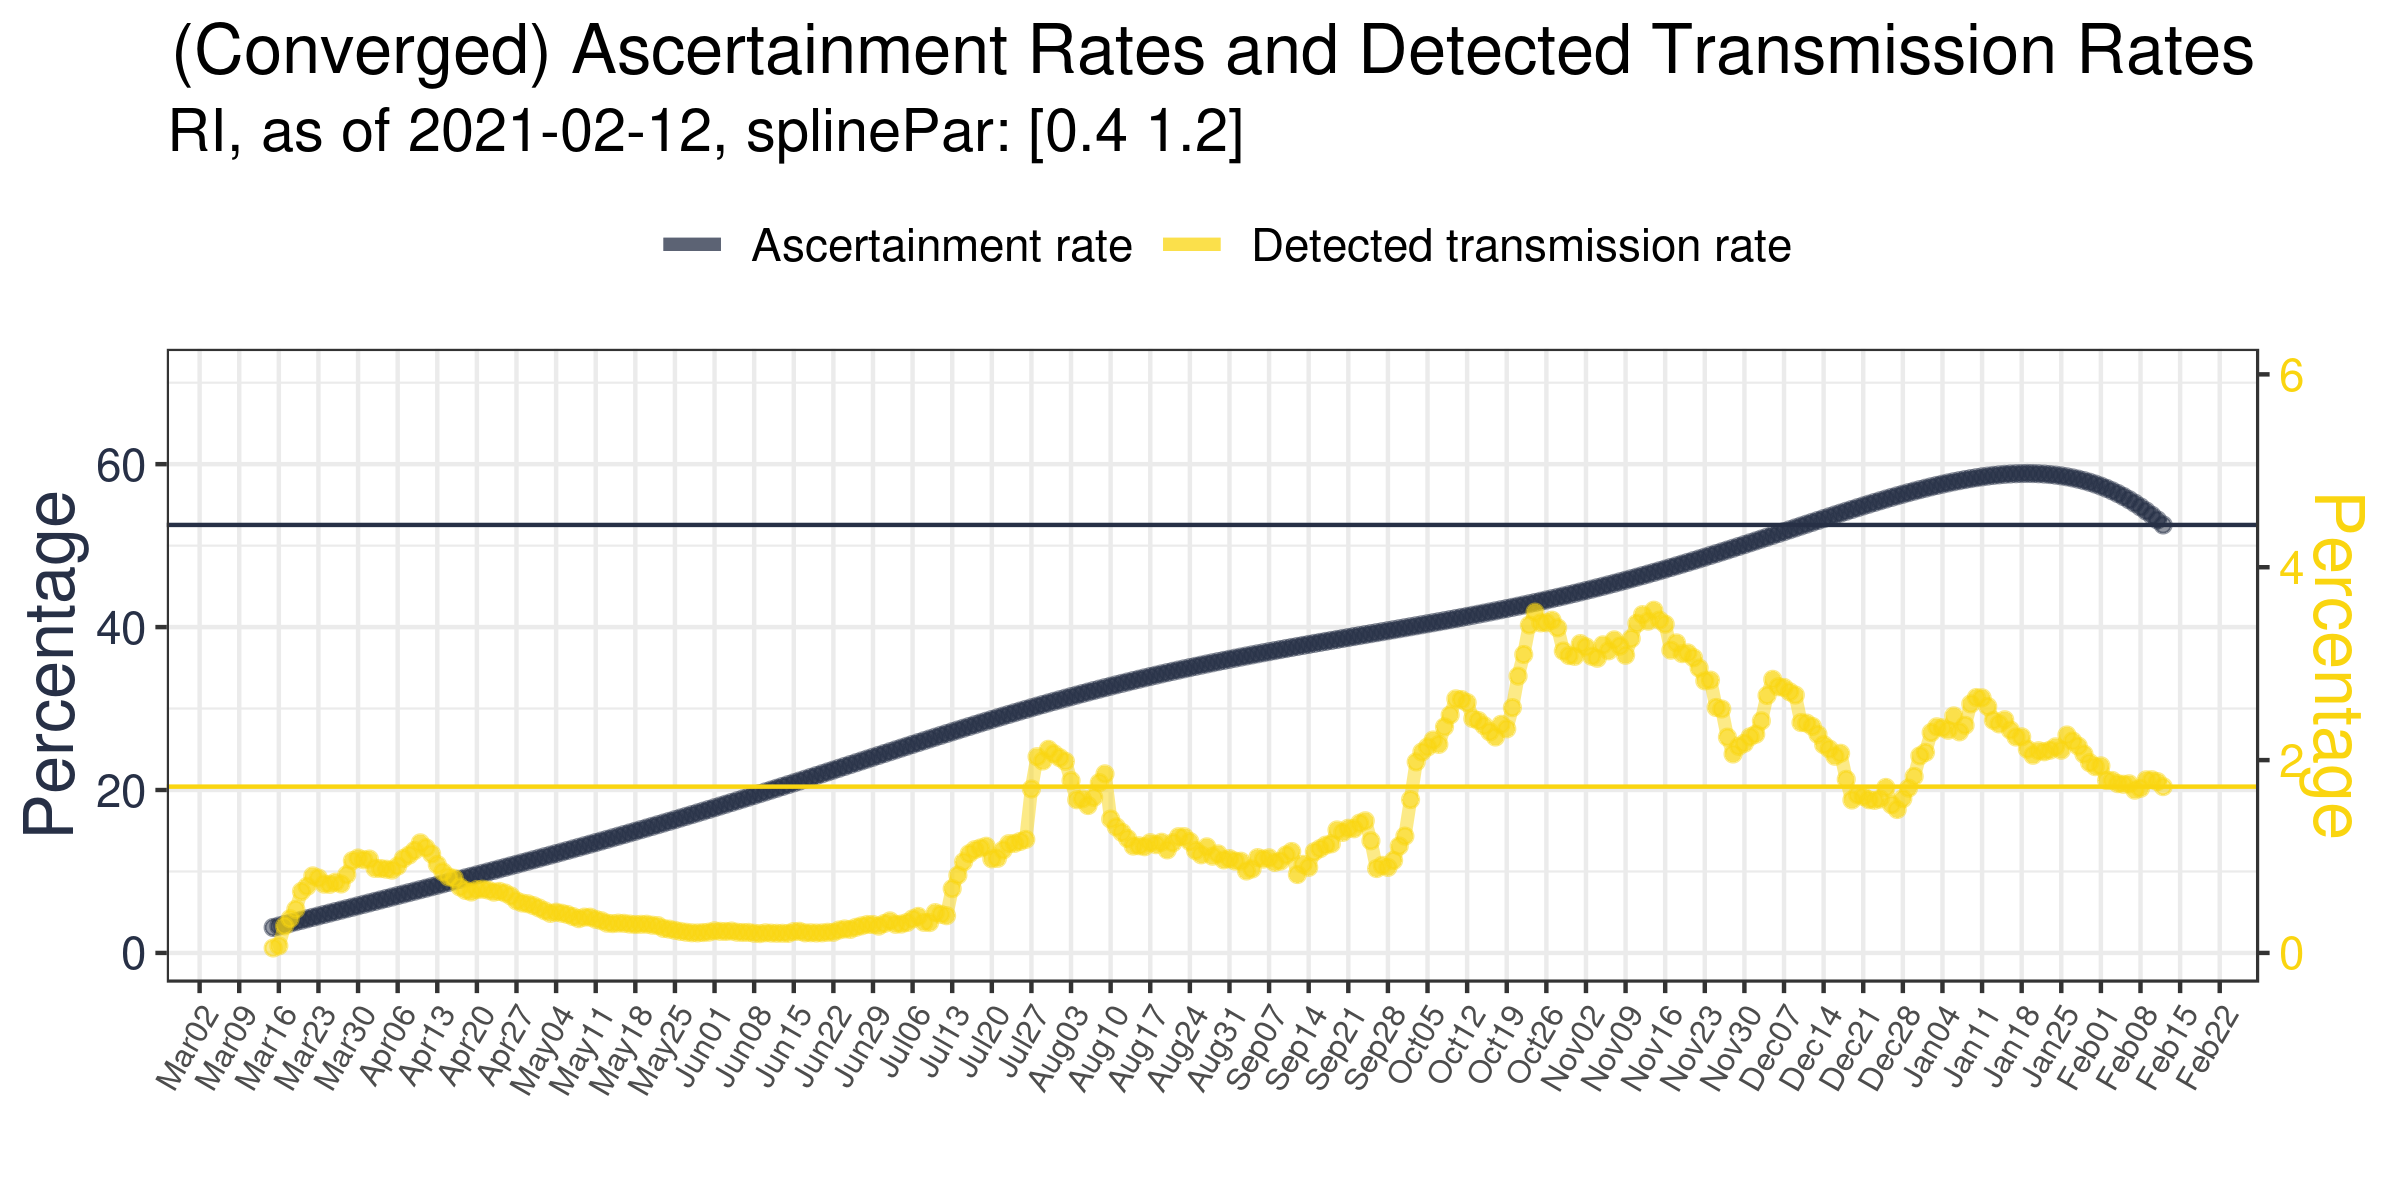 (Converged) Ascertainment Rates and Detected Transmission Rates
RI, as of 2021-02-12, splinePar: [0.4 1.2]
Ascertainment rate Detected transmission rate
Percentage
60
40
20
0
6
4
2
0
Percentage
Mar02 Mar09 Mar16 Mar23 Mar30 Apr06 Apr13 Apr20 Apr27 May04 May11 May18 May25 Jun01 Jun08 Jun15 Jun22 Jun29 Jul06 Jul13 Jul20 Jul27 Aug03 Aug10 Aug17 Aug24 Aug31 Sep07 Sep14 Sep21 Sep28 Oct05 Oct12 Oct19 Oct26 Nov02 Nov09 Nov16 Nov23 Nov30 Dec07 Dec14 Dec21 Dec28 Jan04 Jan11 Jan18 Jan25 Feb01 Feb08 Feb15 Feb22